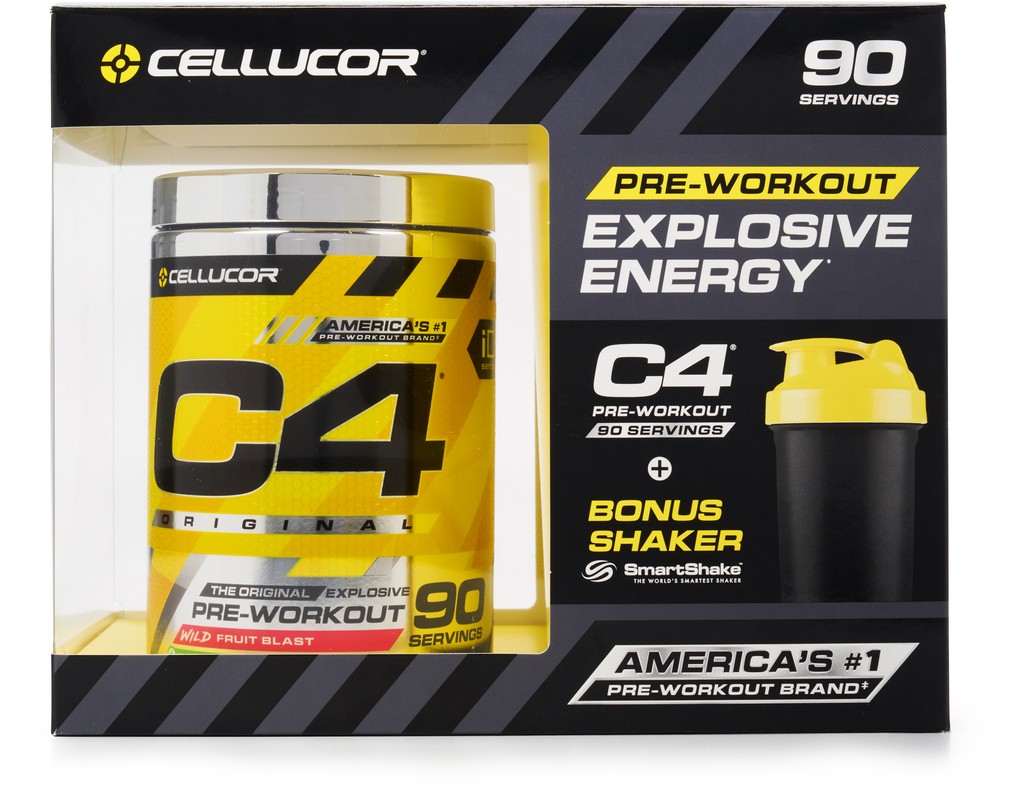 CELLUCOR®
90
SERVINGS
PRE-WORKOUT
EXPLOSIVE
ENERGY*
CELLUCOR
AMERICA'S #1
PRE-WORKOUT BRAND‡
C4
ORIGINAL
THE ORIGINAL EXPLOSIVE
PRE-WORKOUT
WILD FRUIT BLAST
90
SERVINGS
C4®
PRE-WORKOUT
90 SERVINGS
+
BONUS
SHAKER
SmartShake™
THE WORLD'S SMARTEST SHAKER
AMERICA'S #1
PRE-WORKOUT BRAND‡